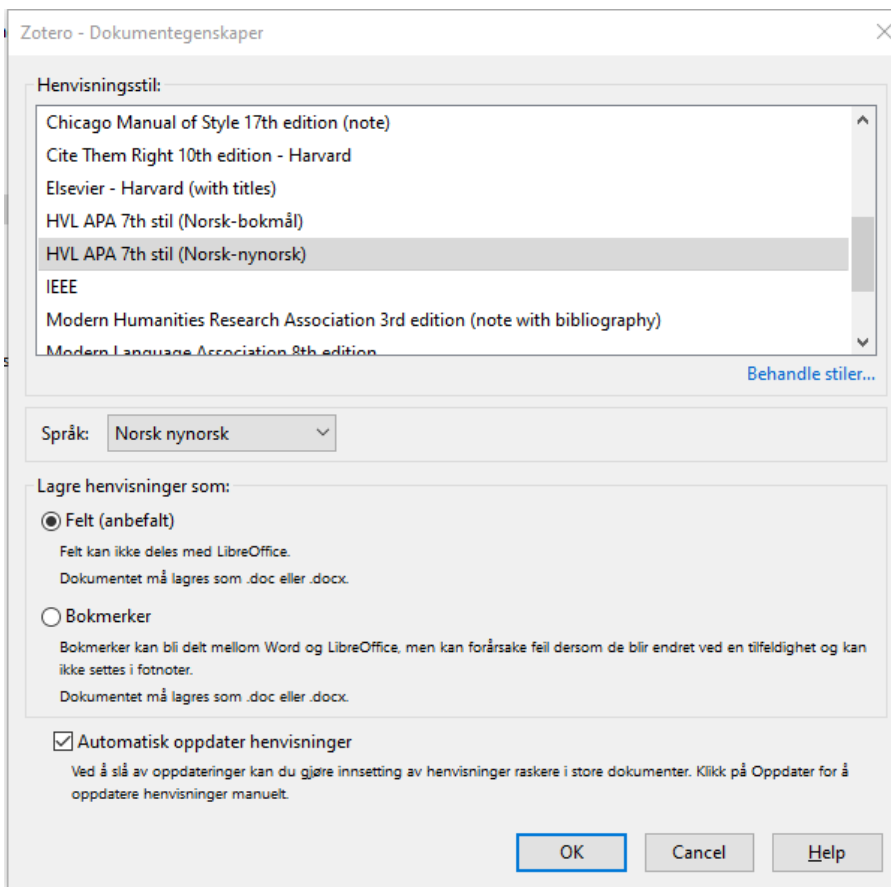 Zotero - Dokumentegenskaper
Henvisningsstil:
Chicago Manual of Style 17th edition (note)
Cite Them Right 10th edition - Harvard
Elsevier - Harvard (with titles)
HVL APA 7th stil (Norsk-bokmål)
HVL APA 7th stil (Norsk-nynorsk)
IEEE
Modern Humanities Research Association 3rd edition (note with bibliography)
Modern Language Association 8th edition
Behandle stiler...
Språk: Norsk nynorsk
Lagre henvisninger som:
Felt (anbefalt)
Felt kan ikke deles med LibreOffice.
Dokumentet må lagres som .doc eller .docx.
Bokmerker
Bokmerker kan bli delt mellom Word og LibreOffice, men kan forårsake feil dersom de blir endret ved en tilfeldighet og kan
ikke settes i fotnoter.
Dokumentet må lagres som .doc eller .docx.
Automatisk oppdater henvisninger
Ved å slå av oppdateringer kan du gjøre innsetting av henvisninger raskere i store dokumenter. Klikk på Oppdater for å
oppdatere henvisninger manuelt.
OK Cancel Help